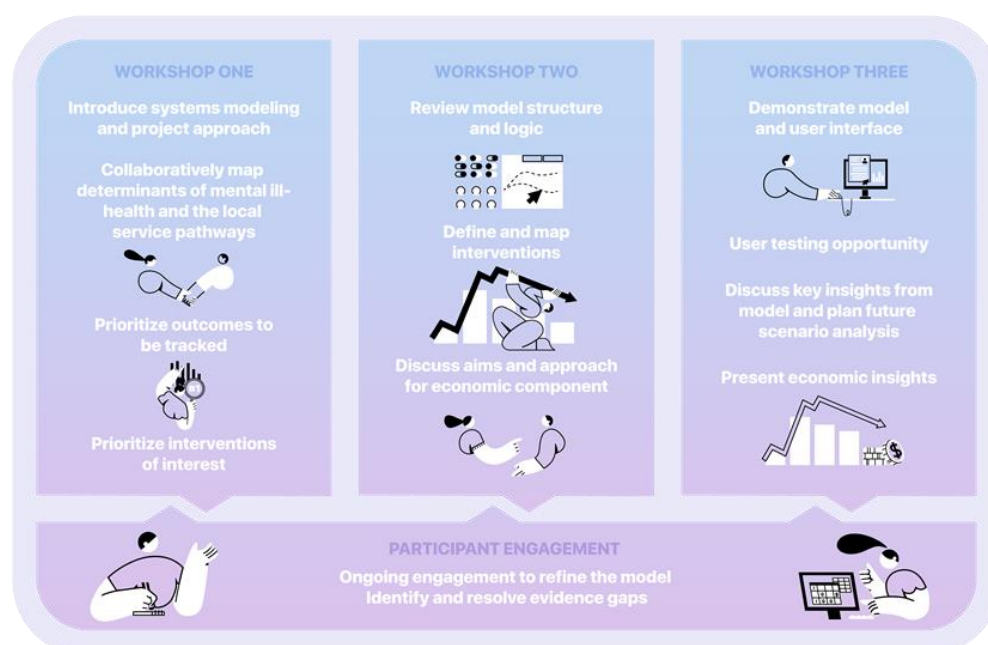 WORKSHOP ONE
Introduce systems modeling
and project approach
Collaboratively map
determinants of mental ill-
health and the local
service pathways
Prioritize outcomes to
be tracked
Prioritize interventions
of interest
WORKSHOP TWO
Review model structure
and logic
Define and map
interventions
Discuss aims and approach
for economic component
WORKSHOP THREE
Demonstrate model
and user interface
User testing opportunity
Discuss key insights from
model and plan future
scenario analysis
Present economic insights
$
PARTICIPANT ENGAGEMENT
Ongoing engagement to refine the model
Identify and resolve evidence gaps